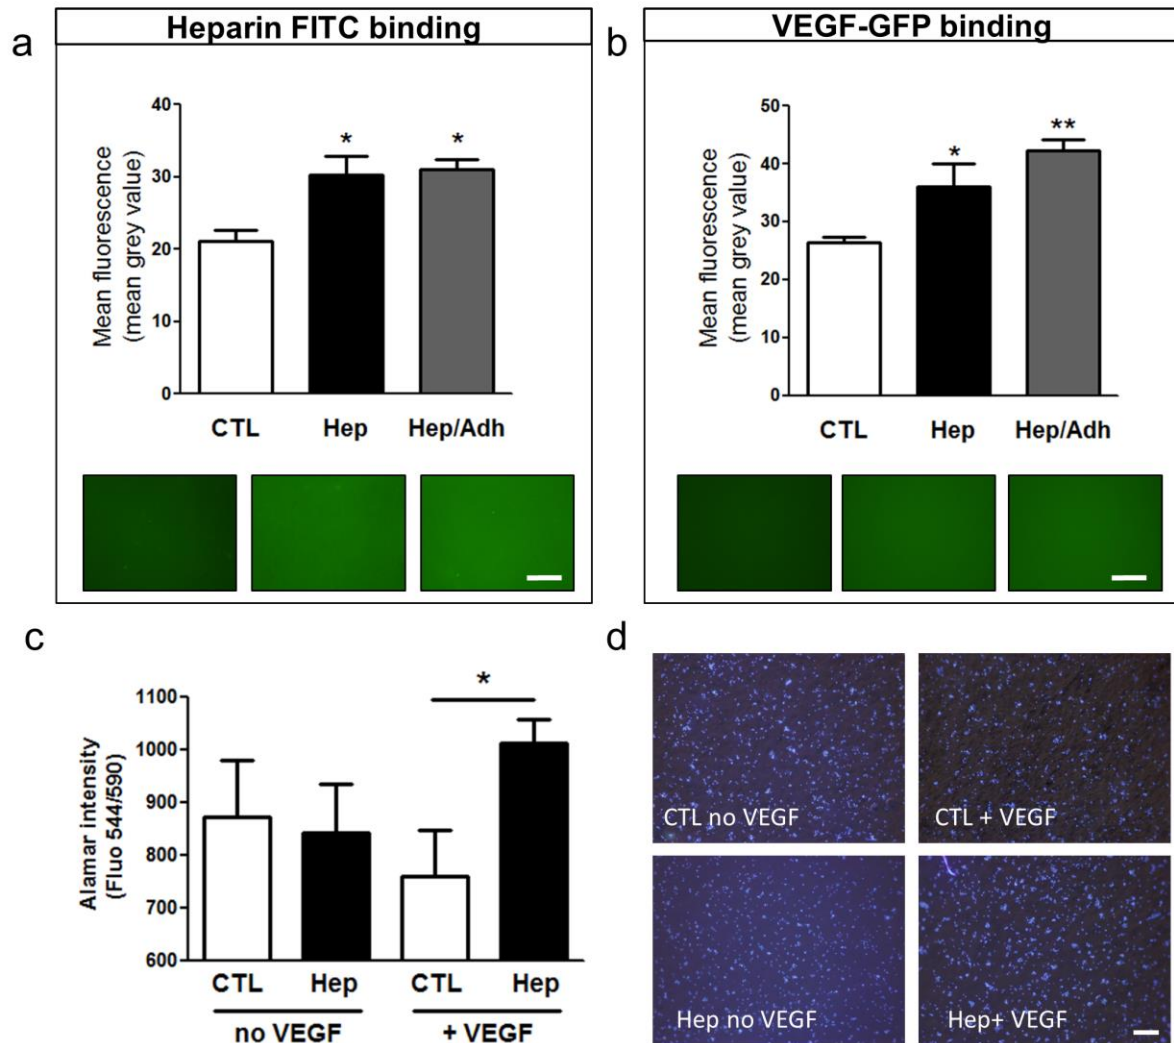 a
Heparin FITC binding
Mean fluorescence
(mean grey value)
40
30
20
10
0
*
*
CTL Hep Hep/Adh
b
VEGF-GFP binding
Mean fluorescence
(mean grey value)
50
40
30
20
10
0
*
**
CTL Hep Hep/Adh
c
Alamar intensity
(Fluo 544/590)
1100
1000
900
800
700
600
*
CTL Hep CTL Hep
no VEGF + VEGF
d
CTL no VEGF
CTL + VEGF
Hep no VEGF
Hep+ VEGF